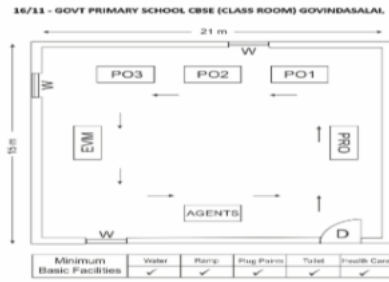 16/11 - GOVT PRIMARY SCHOOL CBSE (CLASS ROOM) GOVINDASALAI,
21 m
W
PO3 PO2 PO1
W
15 m
EVM
PRO
AGENTS
W
D
Minimum Basic Facilities Water Ramp Plug Points Toilet Health Care
✓ ✓ ✓ ✓ ✓